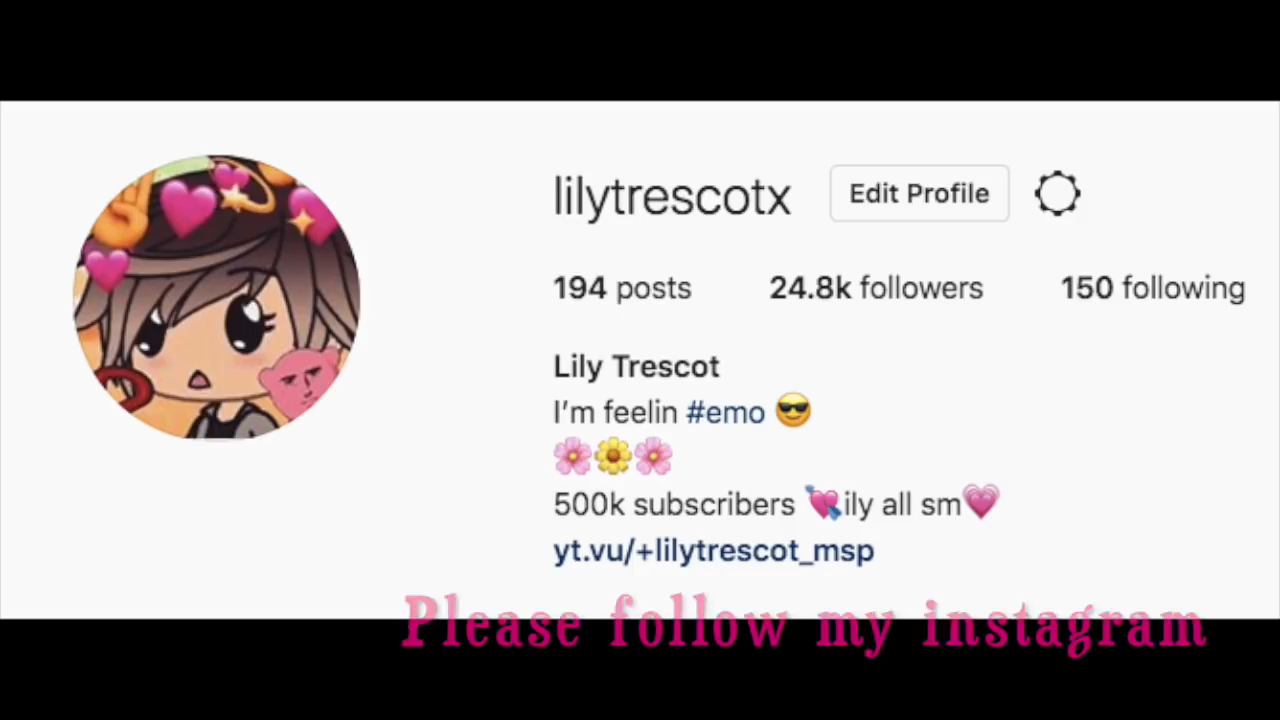 lilytrescotx Edit Profile
194 posts 24.8k followers 150 following
Lily Trescot
I’m feelin #emo 😎
🌸🌼🌸
500k subscribers 💘ily all sm💗
yt.vu/+lilytrescot_msp
Please follow my instagram